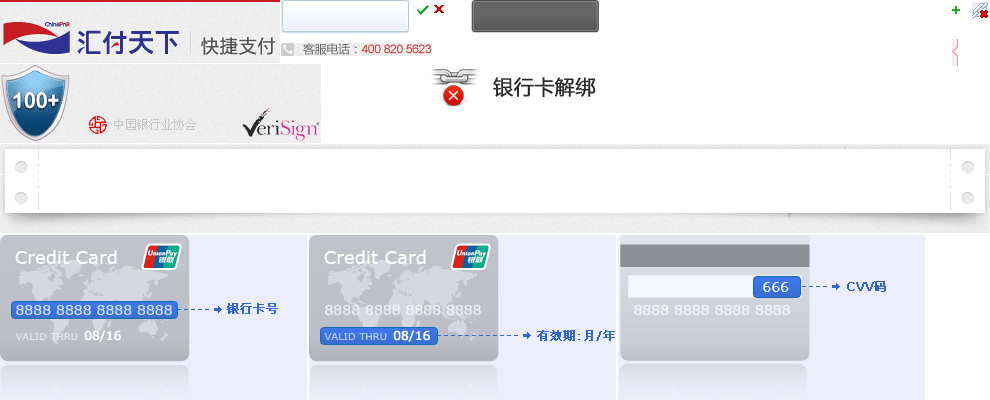 ChinaPnR
汇付天下 快捷支付
客服电话：400 820 5623
100+
中国银行业协会
VeriSign
银行卡解绑
Credit Card
UnionPay
银联
8888 8888 8888 8888
银行卡号
VALID THRU 08/16
Credit Card
UnionPay
银联
8888 8888 8888 8888
VALID THRU 08/16
有效期：月/年
666
CVV码
8888 8888 8888 8888